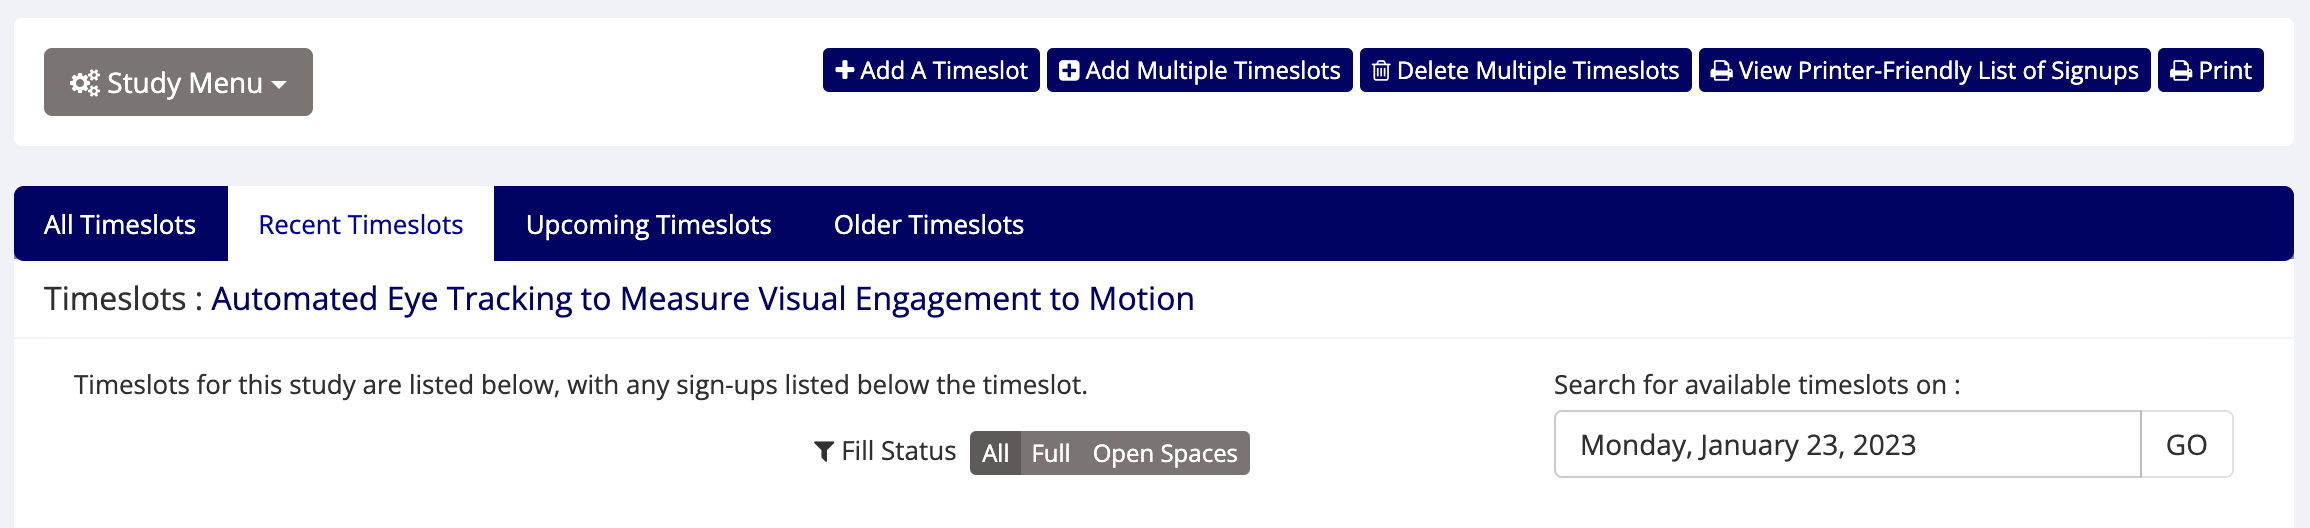 Study Menu
Add A Timeslot
Add Multiple Timeslots
Delete Multiple Timeslots
View Printer-Friendly List of Signups
Print
All Timeslots
Recent Timeslots
Upcoming Timeslots
Older Timeslots
Timeslots : Automated Eye Tracking to Measure Visual Engagement to Motion
Timeslots for this study are listed below, with any sign-ups listed below the timeslot.
Search for available timeslots on :
Fill Status All Full Open Spaces
Monday, January 23, 2023 GO